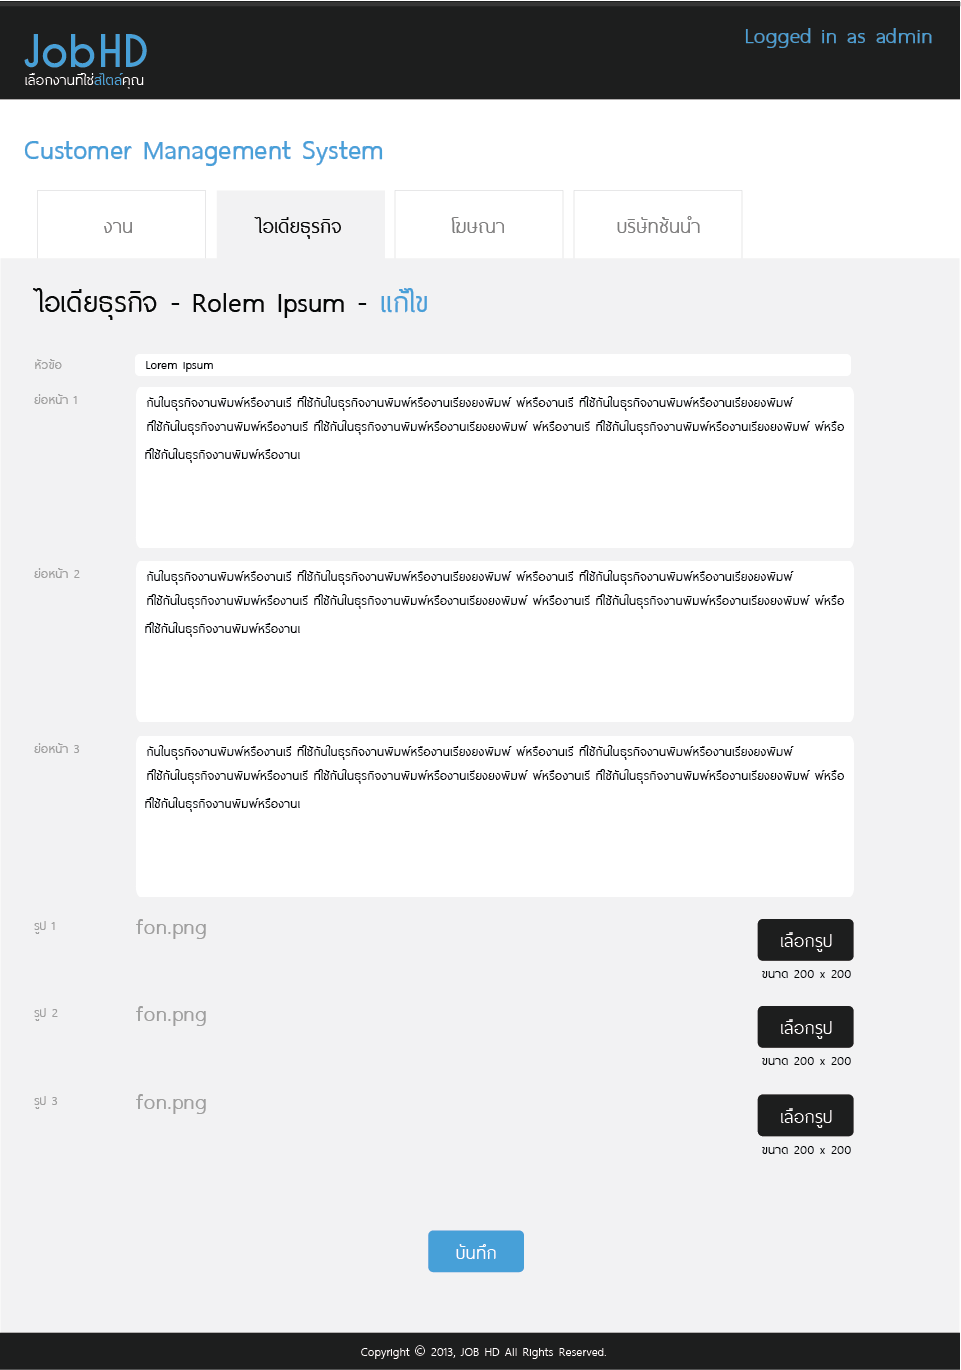 JobHD
เลือกงานที่ใช่สไตล์คุณ
Logged in as admin
Customer Management System
งาน
ไอเดียธุรกิจ
โฆษณา
บริษัทชั้นนำ
ไอเดียธุรกิจ - Rolem Ipsum - แก้ไข
หัวข้อ
Lorem Ipsum
ย่อหน้า 1
กันในธุรกิจงานพิมพ์หรืองานเรี ที่ใช้กันในธุรกิจงานพิมพ์หรืองานเรียงยงพิมพ์ พ์หรืองานเรี ที่ใช้กันในธุรกิจงานพิมพ์หรืองานเรียงยงพิมพ์
ที่ใช้กันในธุรกิจงานพิมพ์หรืองานเรี ที่ใช้กันในธุรกิจงานพิมพ์หรืองานเรียงยงพิมพ์ พ์หรืองานเรี ที่ใช้กันในธุรกิจงานพิมพ์หรืองานเรียงยงพิมพ์ พ์หรือ
ที่ใช้กันในธุรกิจงานพิมพ์หรืองานเ
ย่อหน้า 2
กันในธุรกิจงานพิมพ์หรืองานเรี ที่ใช้กันในธุรกิจงานพิมพ์หรืองานเรียงยงพิมพ์ พ์หรืองานเรี ที่ใช้กันในธุรกิจงานพิมพ์หรืองานเรียงยงพิมพ์
ที่ใช้กันในธุรกิจงานพิมพ์หรืองานเรี ที่ใช้กันในธุรกิจงานพิมพ์หรืองานเรียงยงพิมพ์ พ์หรืองานเรี ที่ใช้กันในธุรกิจงานพิมพ์หรืองานเรียงยงพิมพ์ พ์หรือ
ที่ใช้กันในธุรกิจงานพิมพ์หรืองานเ
ย่อหน้า 3
กันในธุรกิจงานพิมพ์หรืองานเรี ที่ใช้กันในธุรกิจงานพิมพ์หรืองานเรียงยงพิมพ์ พ์หรืองานเรี ที่ใช้กันในธุรกิจงานพิมพ์หรืองานเรียงยงพิมพ์
ที่ใช้กันในธุรกิจงานพิมพ์หรืองานเรี ที่ใช้กันในธุรกิจงานพิมพ์หรืองานเรียงยงพิมพ์ พ์หรืองานเรี ที่ใช้กันในธุรกิจงานพิมพ์หรืองานเรียงยงพิมพ์ พ์หรือ
ที่ใช้กันในธุรกิจงานพิมพ์หรืองานเ
รูป 1
fon.png
เลือกรูป
ขนาด 200 x 200
รูป 2
fon.png
เลือกรูป
ขนาด 200 x 200
รูป 3
fon.png
เลือกรูป
ขนาด 200 x 200
บันทึก
Copyright © 2013, JOB HD All Rights Reserved.